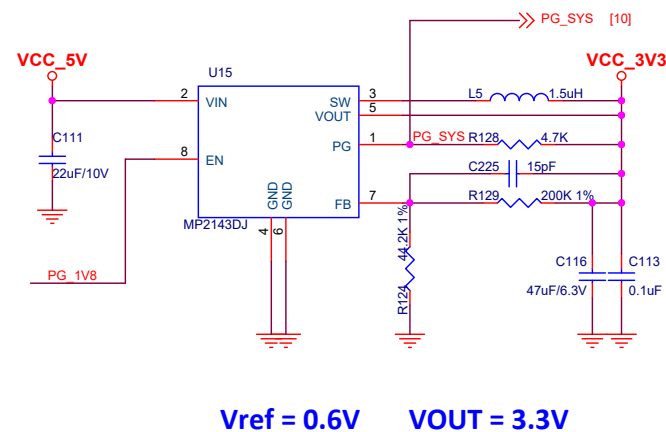 PG_SYS [10]
VCC_5V
VCC_3V3
U15
2 VIN SW 3 L5 1.5uH
VOUT 5
C111
22uF/10V
8 EN PG 1 PG_SYS R128 4.7K
C225 15pF
FB 7 R129 200K 1%
GND
GND
MP2143DJ
4
6
44.2K 1%
R124
PG_1V8
C116 C113
47uF/6.3V 0.1uF
Vref = 0.6V VOUT = 3.3V